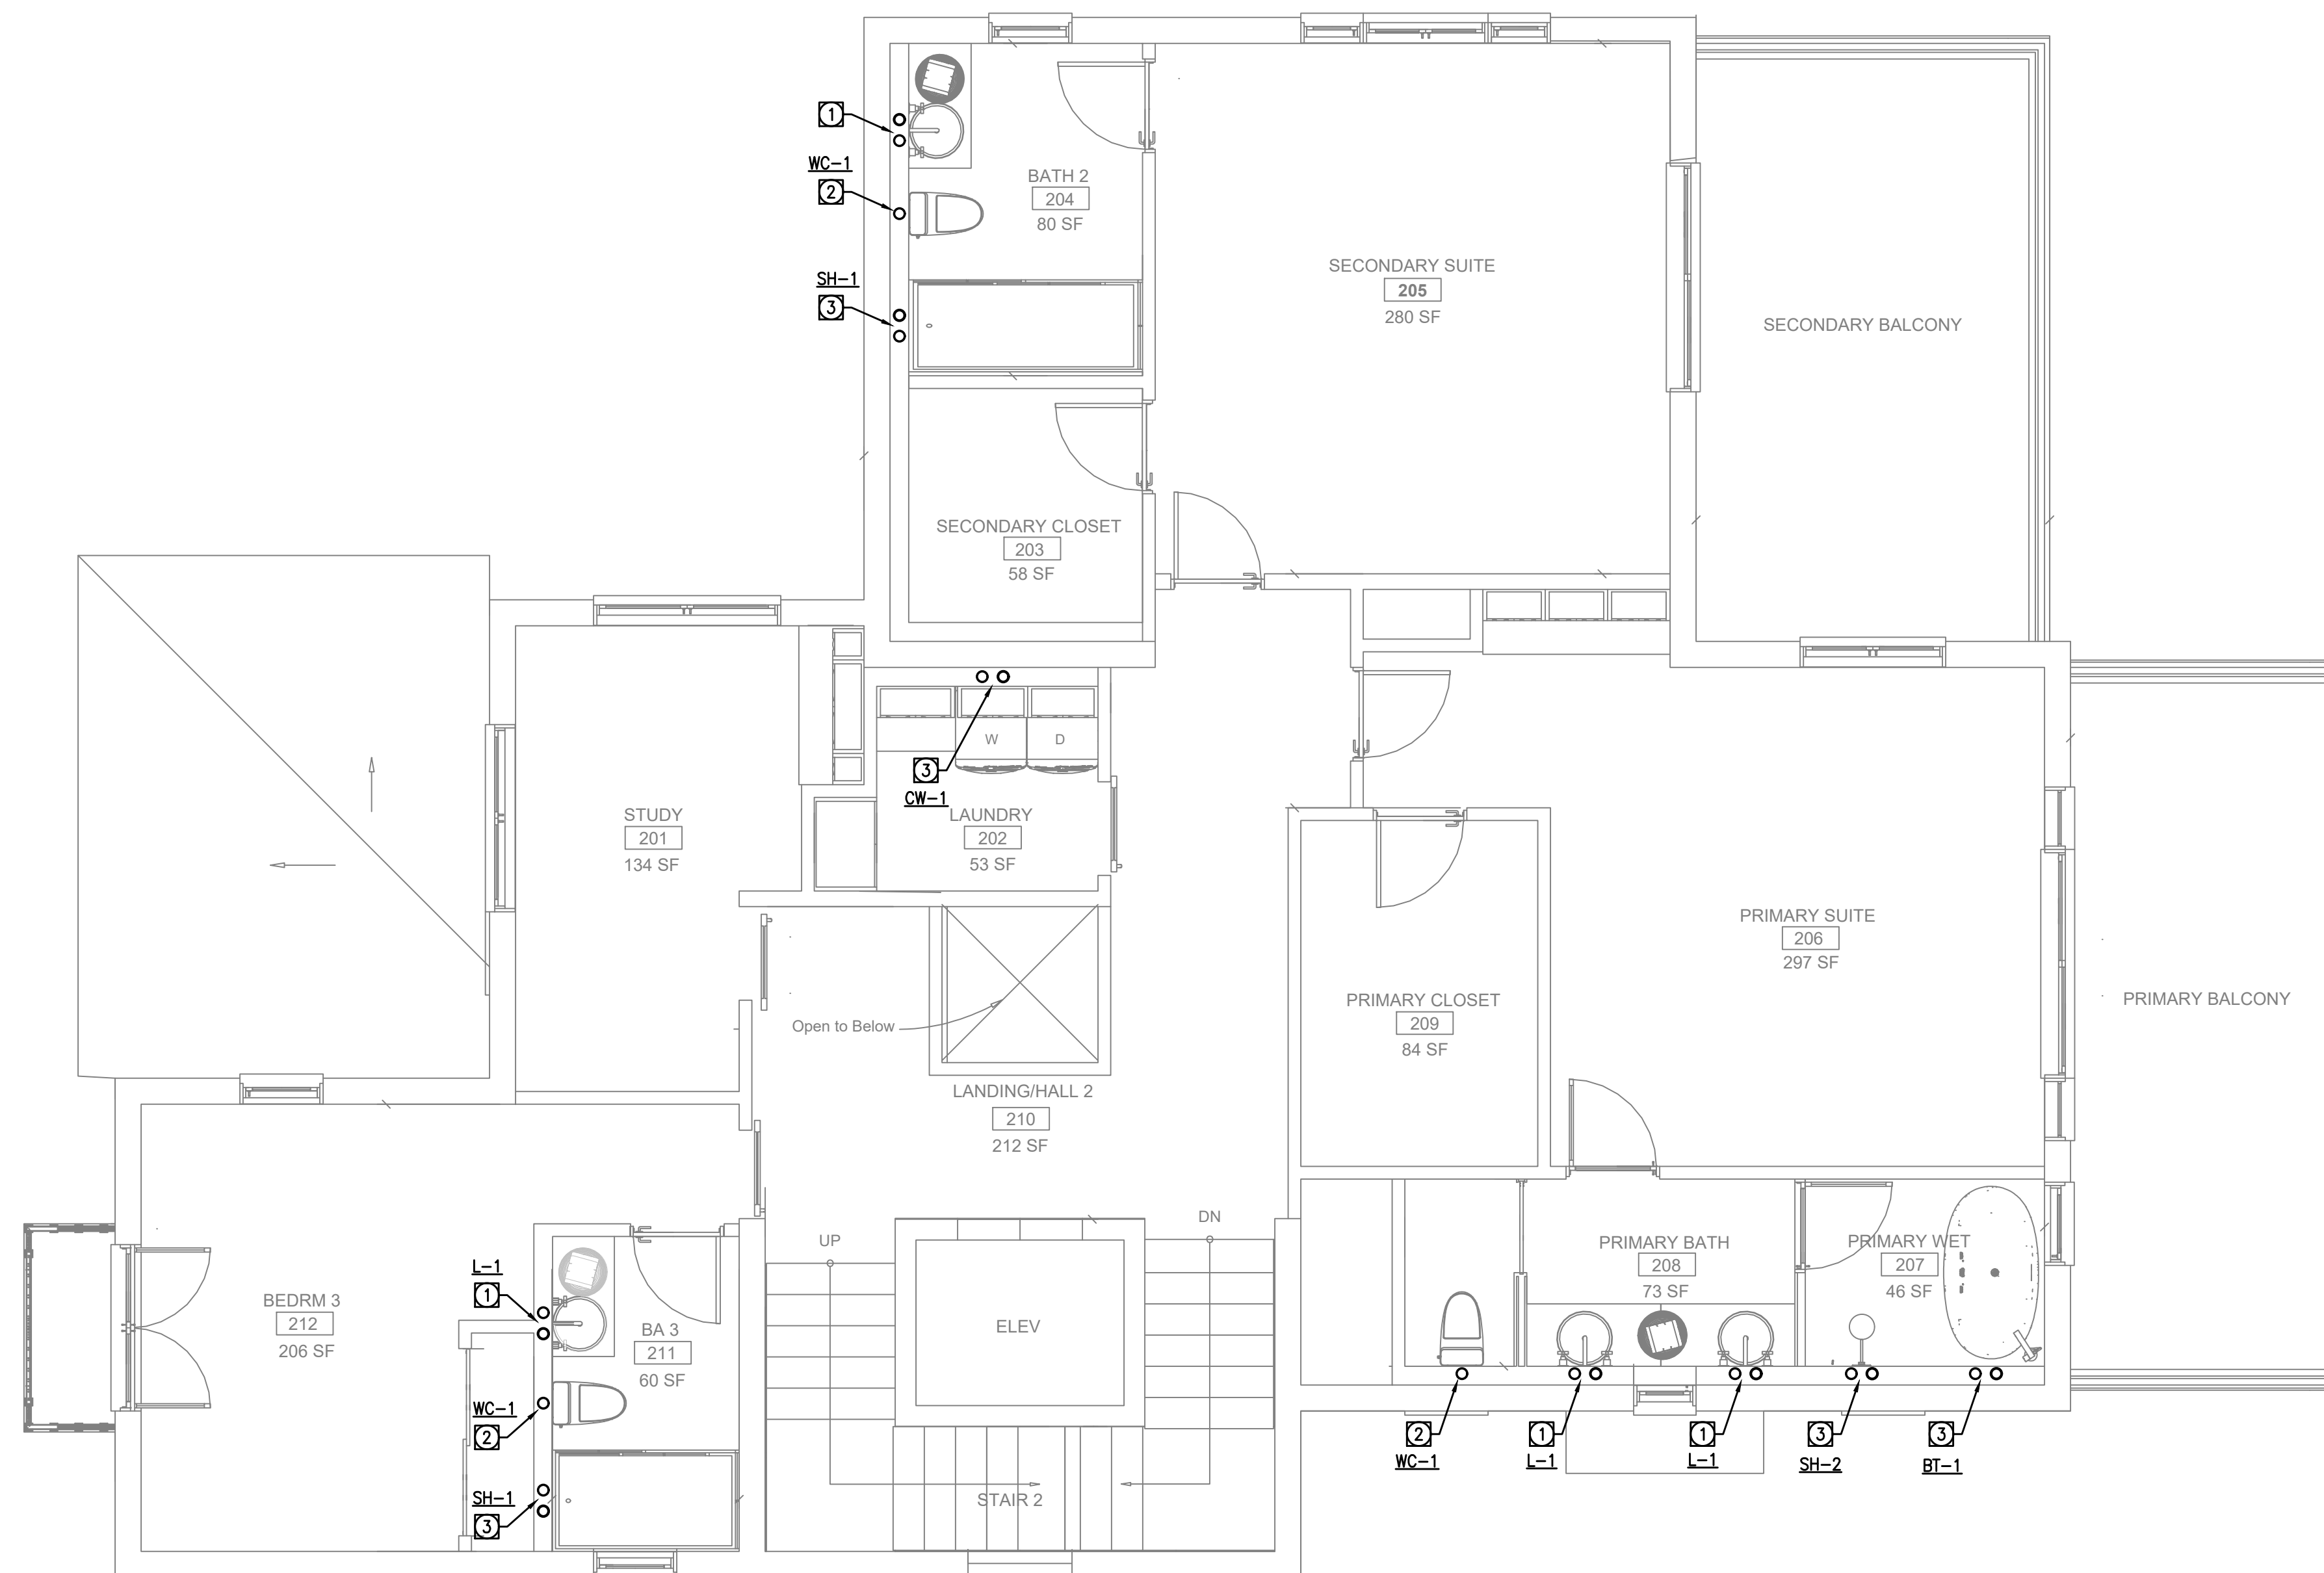 1
WC-1
2
BATH 2
204
80 SF
SH-1
3
SECONDARY SUITE
205
280 SF
SECONDARY BALCONY
SECONDARY CLOSET
203
58 SF
W
D
3
CW-1
LAUNDRY
202
53 SF
STUDY
201
134 SF
PRIMARY SUITE
206
297 SF
PRIMARY CLOSET
209
84 SF
PRIMARY BALCONY
Open to Below
LANDING/HALL 2
210
212 SF
UP
DN
ELEV
STAIR 2
BEDRM 3
212
206 SF
L-1
1
BA 3
211
60 SF
WC-1
2
SH-1
3
PRIMARY BATH
208
73 SF
PRIMARY WET
207
46 SF
2
WC-1
1
L-1
1
L-1
3
SH-2
3
BT-1